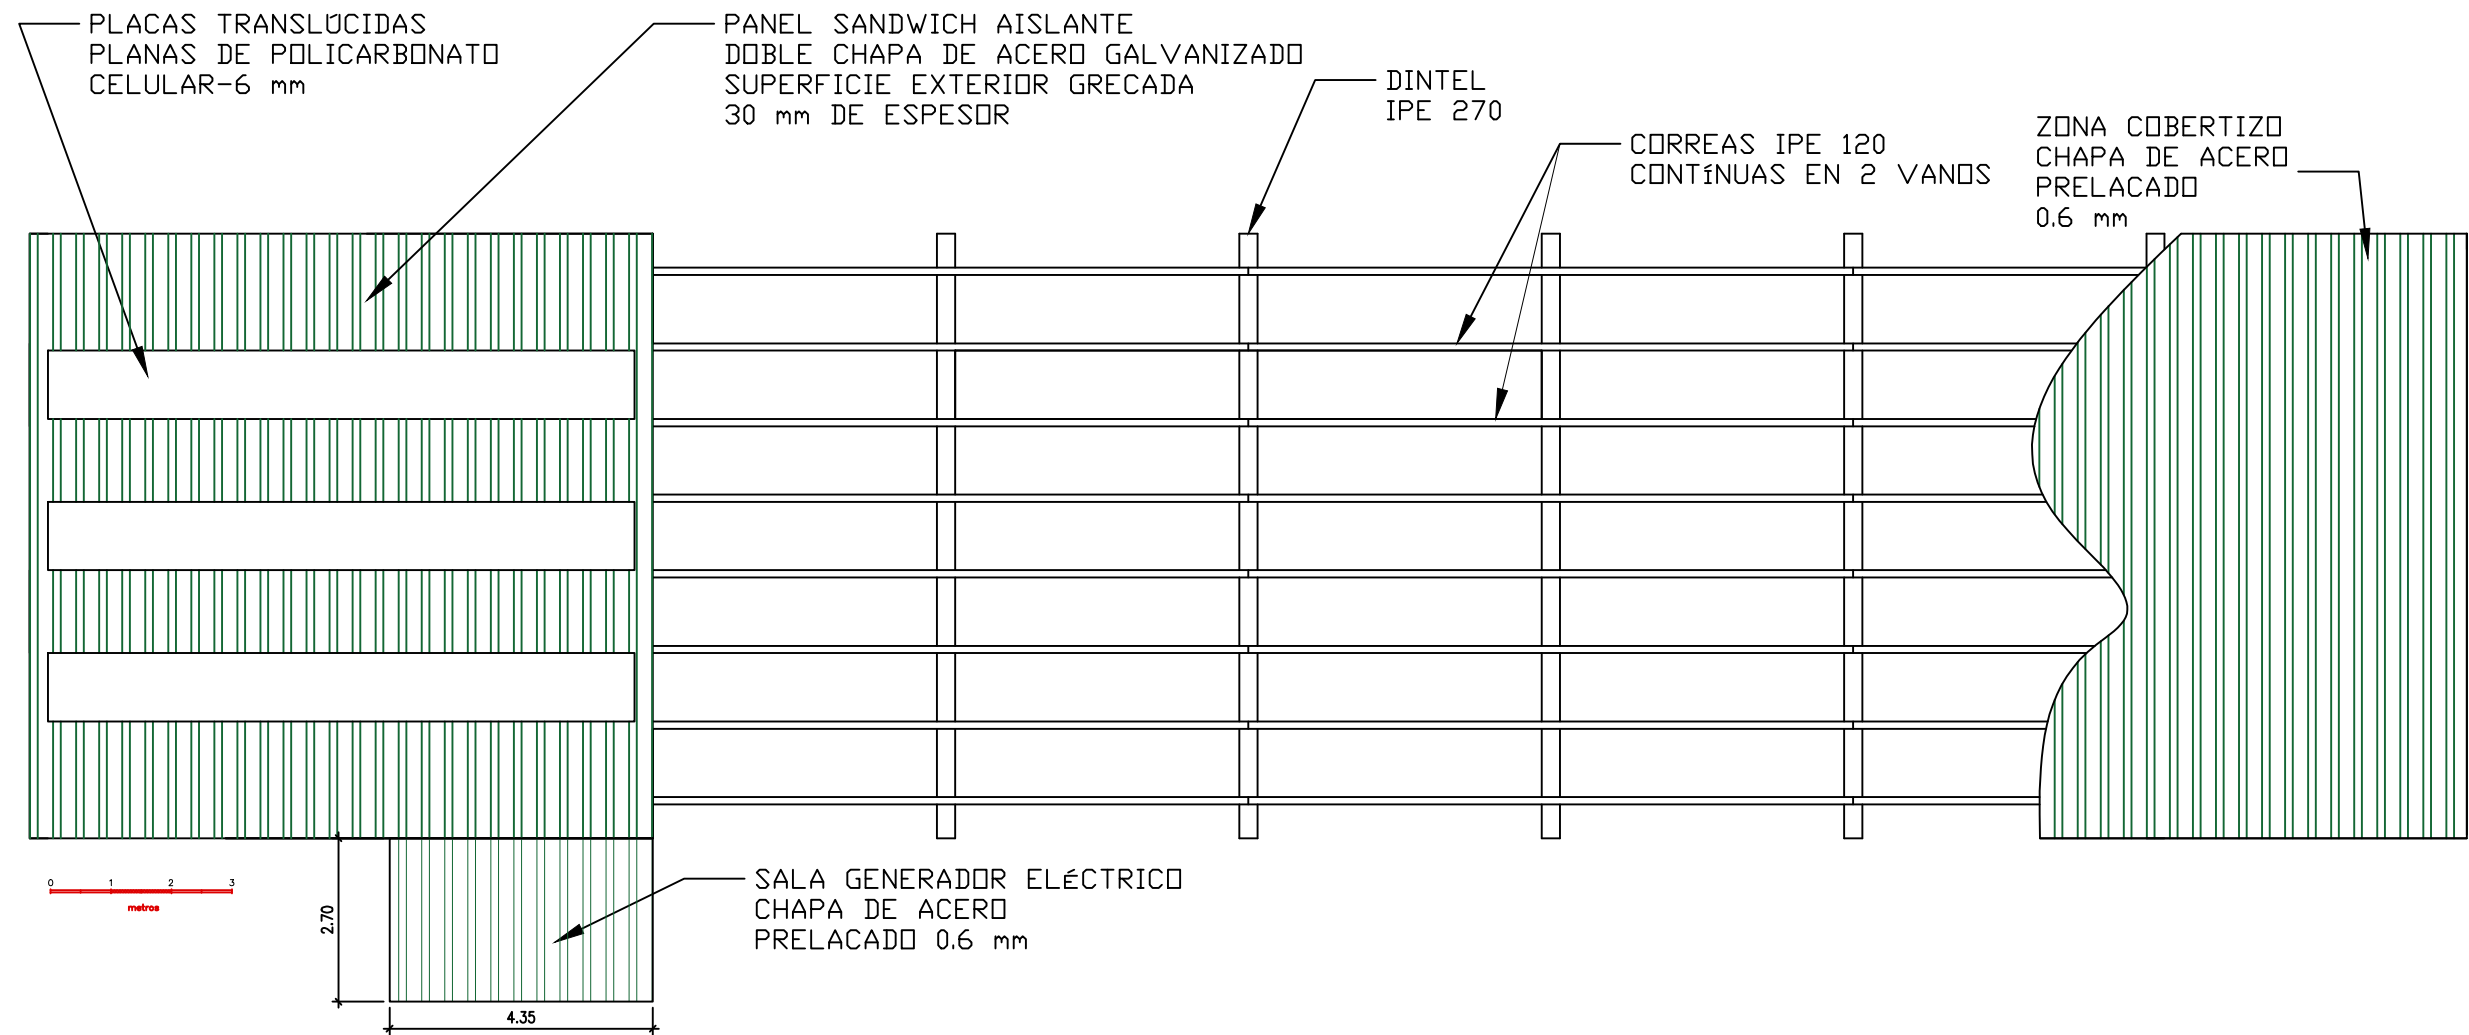 PLACAS TRANSLÚCIDAS
PLANAS DE POLICARBONATO
CELULAR-6 mm
PANEL SANDWICH AISLANTE
DOBLE CHAPA DE ACERO GALVANIZADO
SUPERFICIE EXTERIOR GRECADA
30 mm DE ESPESOR
DINTEL
IPE 270
CORREAS IPE 120
CONTíNUAS EN 2 VANOS
ZONA COBERTIZO
CHAPA DE ACERO
PRELACADO
0.6 mm
0 1 2 3
metros
2.70
4.35
SALA GENERADOR ELéCTRICO
CHAPA DE ACERO
PRELACADO 0.6 mm